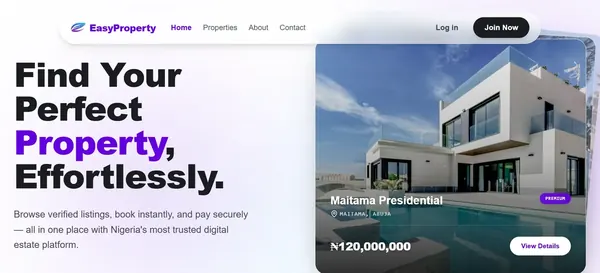 EasyProperty
Home Properties About Contact
Log in
Join Now
Find Your
Perfect
Property,
Effortlessly.
Browse verified listings, book instantly, and pay securely
— all in one place with Nigeria's most trusted digital
estate platform.
Maitama Presidential
PREMIUM
MAITAMA, ABUJA
₦120,000,000
View Details